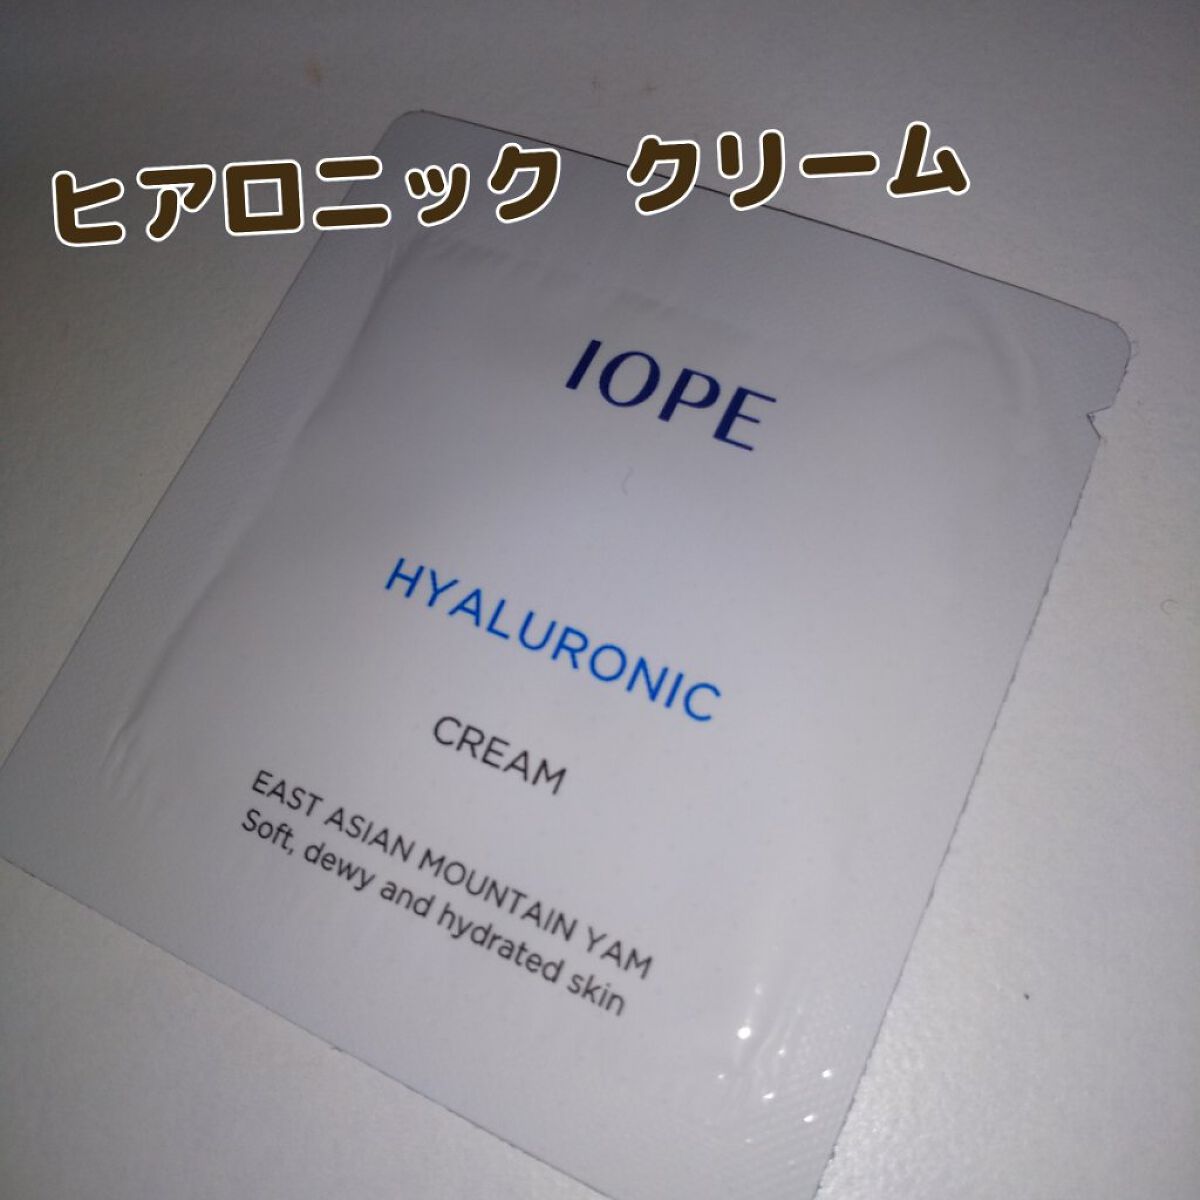 ヒアロニック クリーム
IOPE
HYALURONIC
CREAM
EAST ASIAN MOUNTAIN YAM
Soft, dewy and hydrated skin